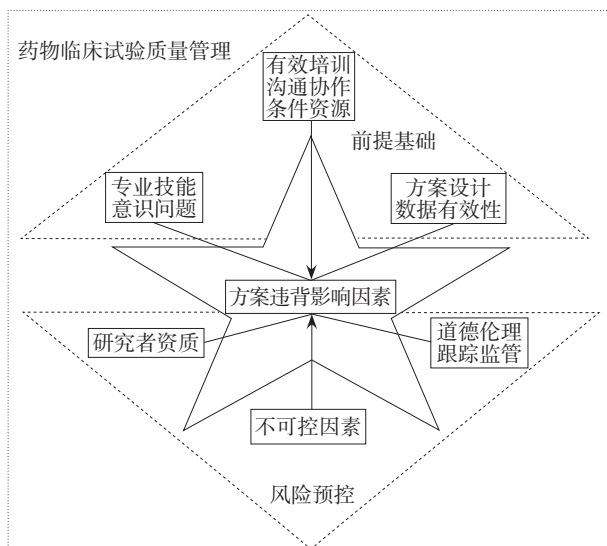 药物临床试验质量管理
有效培训
沟通协作
条件资源
前提基础
专业技能
意识问题
方案设计
数据有效性
方案违背影响因素
研究者资质
道德伦理
跟踪监管
不可控因素
风险预控